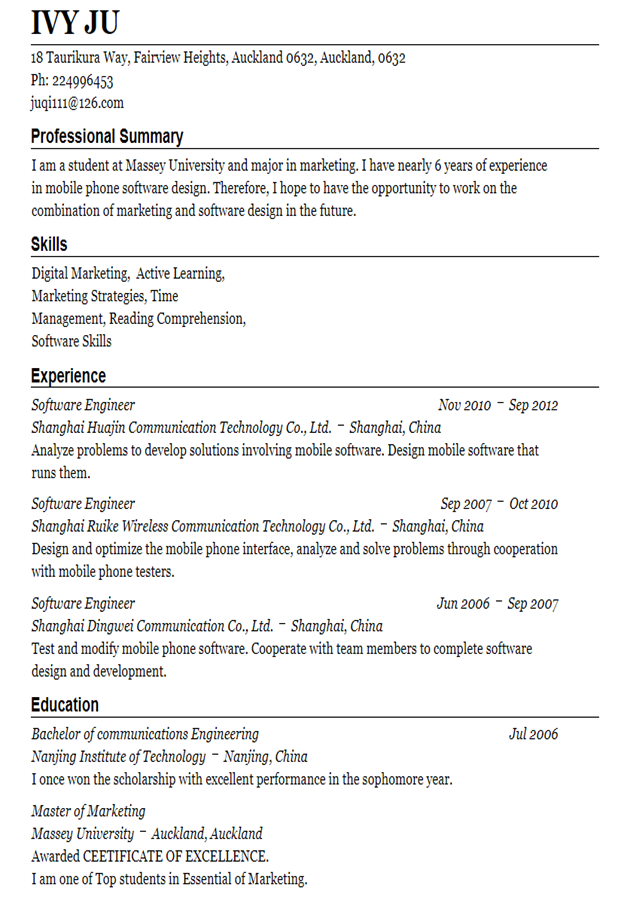 IVY JU
18 Taurikura Way, Fairview Heights, Auckland 0632, Auckland, 0632
Ph: 224996453
juqi111@126.com
Professional Summary
I am a student at Massey University and major in marketing. I have nearly 6 years of experience
in mobile phone software design. Therefore, I hope to have the opportunity to work on the
combination of marketing and software design in the future.
Skills
Digital Marketing,  Active Learning,
Marketing Strategies, Time
Management, Reading Comprehension,
Software Skills
Experience
Software Engineer Nov 2010 – Sep 2012
Shanghai Huajin Communication Technology Co., Ltd. – Shanghai, China
Analyze problems to develop solutions involving mobile software. Design mobile software that
runs them.
Software Engineer Sep 2007 – Oct 2010
Shanghai Ruike Wireless Communication Technology Co., Ltd. – Shanghai, China
Design and optimize the mobile phone interface, analyze and solve problems through cooperation
with mobile phone testers.
Software Engineer Jun 2006 – Sep 2007
Shanghai Dingwei Communication Co., Ltd. – Shanghai, China
Test and modify mobile phone software. Cooperate with team members to complete software
design and development.
Education
Bachelor of communications Engineering Jul 2006
Nanjing Institute of Technology – Nanjing, China
I once won the scholarship with excellent performance in the sophomore year.
Master of Marketing
Massey University – Auckland, Auckland
Awarded CEETIFICATE OF EXCELLENCE.
I am one of Top students in Essential of Marketing.